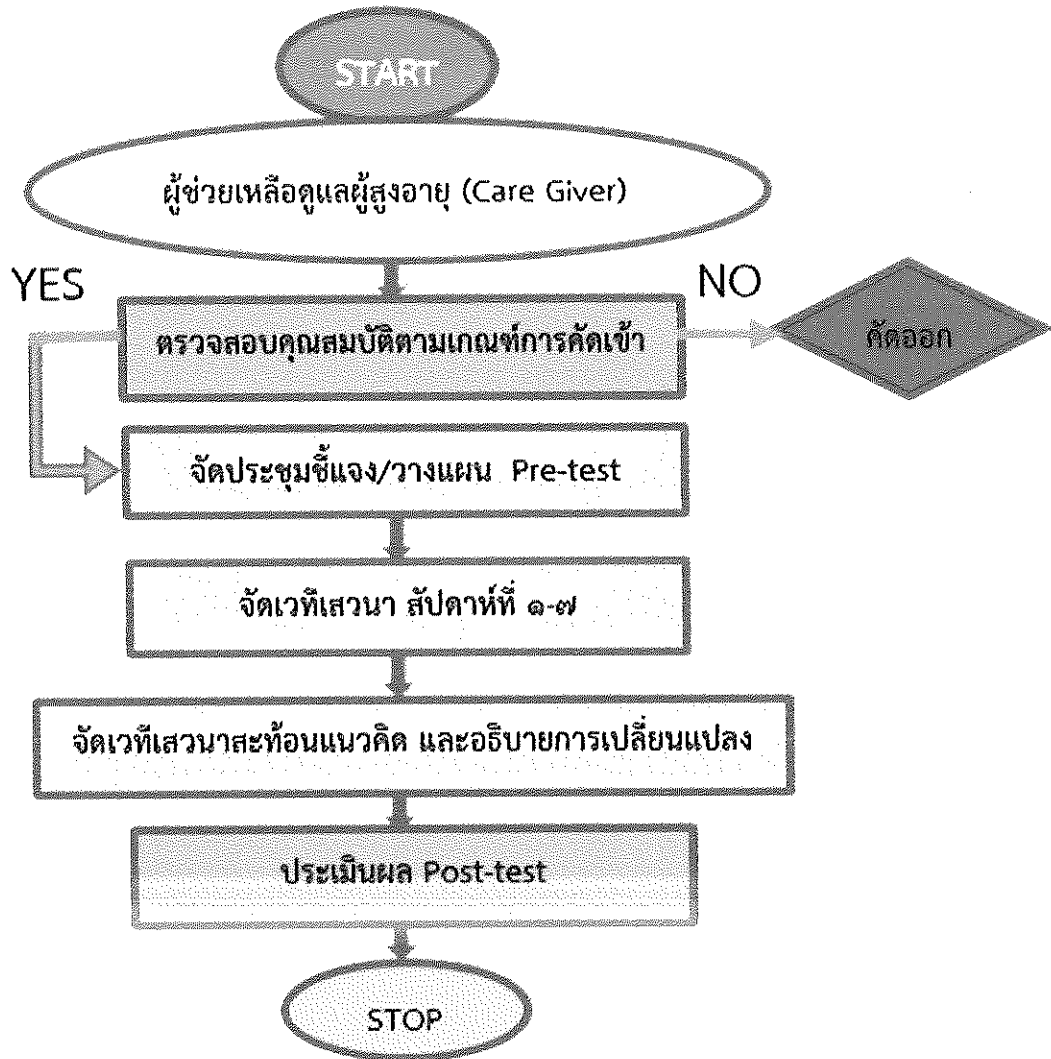 START
ผู้ช่วยเหลือดูแลผู้สูงอายุ (Care Giver)
YES
NO
ตรวจสอบคุณสมบัติตามเกณฑ์การคัดเข้า
คัดออก
จัดประชุมชี้แจง/วางแผน Pre-test
จัดเวทีเสวนา สัปดาห์ที่ ๑-๗
จัดเวทีเสวนาสะท้อนแนวคิด และอธิบายการเปลี่ยนแปลง
ประเมินผล Post-test
STOP